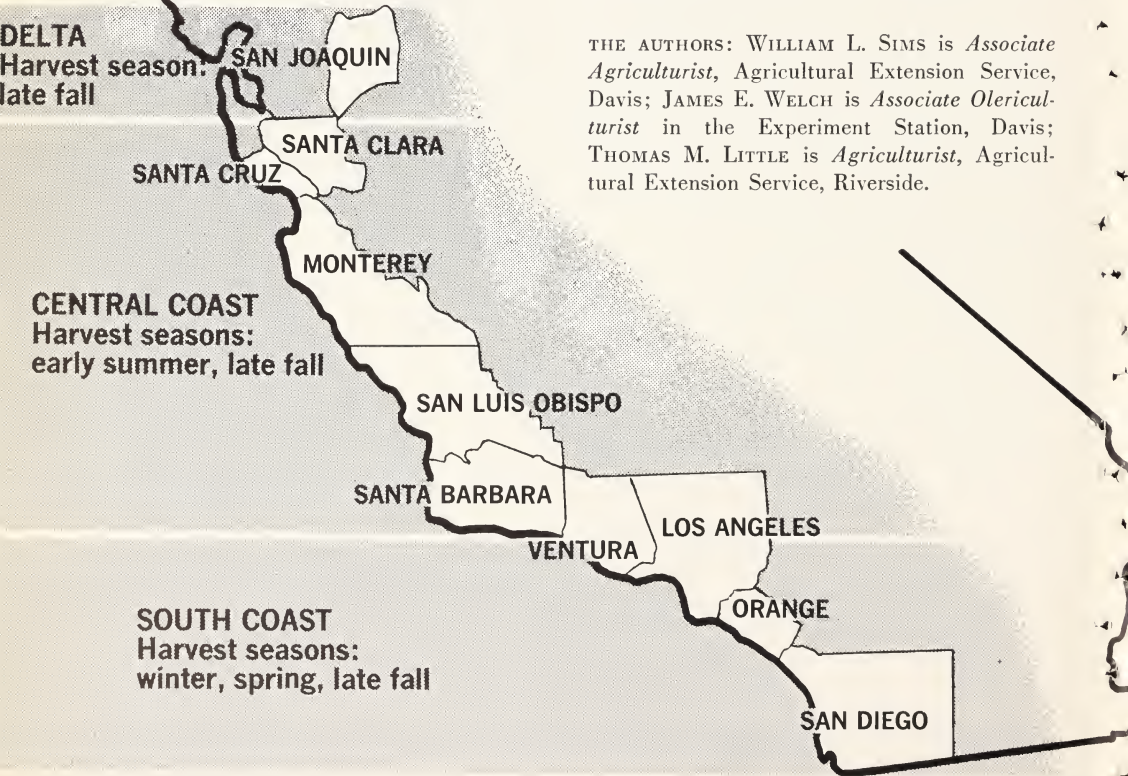 DELTA
Harvest season:
late fall
SAN JOAQUIN
SANTA CLARA
SANTA CRUZ
MONTEREY
CENTRAL COAST
Harvest seasons:
early summer, late fall
SAN LUIS OBISPO
SANTA BARBARA
VENTURA
LOS ANGELES
ORANGE
SOUTH COAST
Harvest seasons:
winter, spring, late fall
SAN DIEGO
THE AUTHORS: WILLIAM L. SIMS is Associate
Agriculturist, Agricultural Extension Service,
Davis; JAMES E. WELCH is Associate Olericul-
turist in the Experiment Station, Davis;
THOMAS M. LITTLE is Agriculturist, Agricul-
tural Extension Service, Riverside.